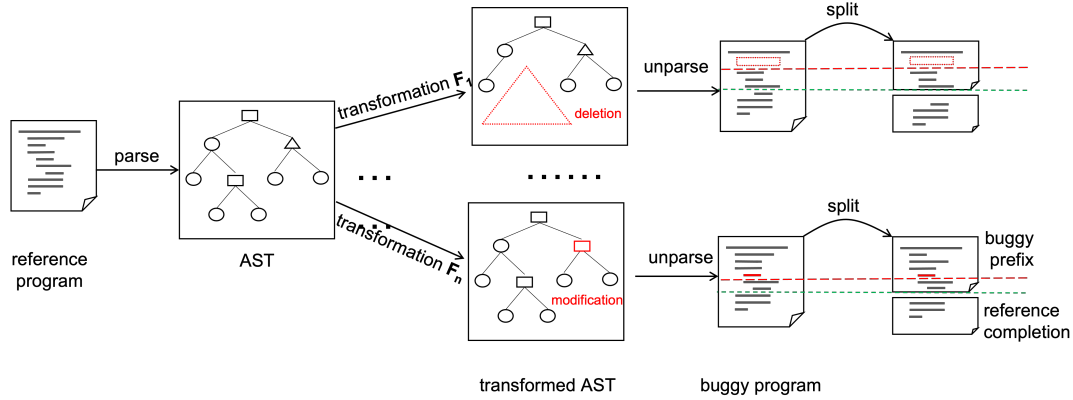 split
transformation F1
unparse
deletion
parse
transformation Fn
split
unparse
buggy
prefix
modification
reference
program
AST
reference
completion
transformed AST
buggy program